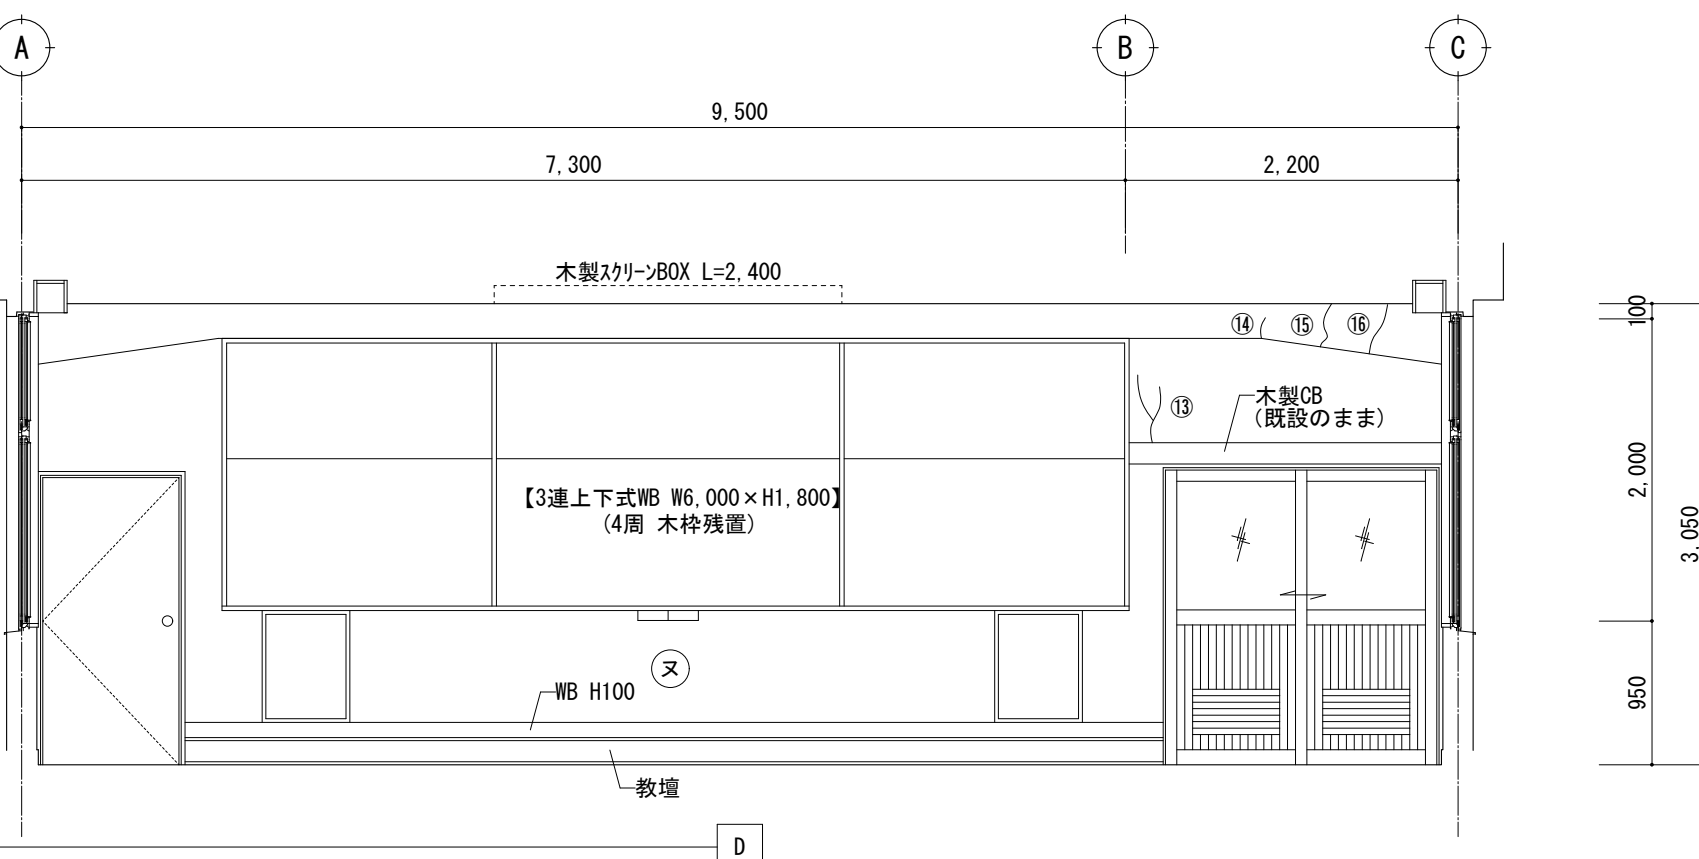 A
B
C
9,500
7,300
2,200
木製スクリーンBOX L=2,400
⑭
⑮
⑯
100
⑬
木製CB
(既設のまま)
2,000
3,050
【3連上下式WB W6,000×H1,800】
(4周 木枠残置)
ヌ
WB H100
950
教壇
D